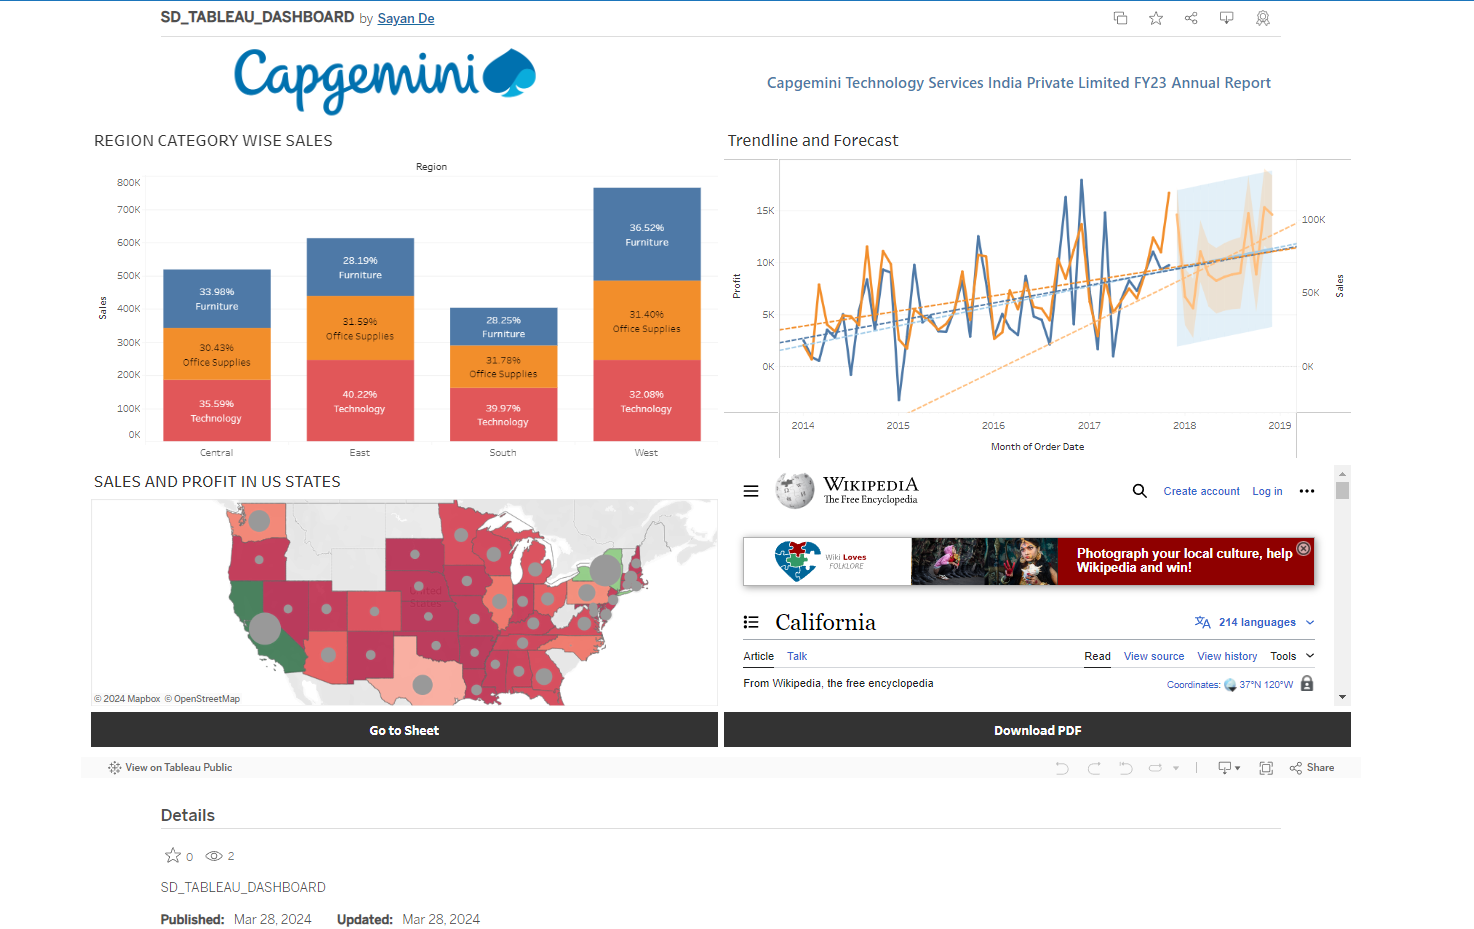 SD_TABLEAU_DASHBOARD by Sayan De
Capgemini
Capgemini Technology Services India Private Limited FY23 Annual Report
REGION CATEGORY WISE SALES
Region
Sales
800K
700K
600K
500K
400K
300K
200K
100K
0K
33.98%
Furniture
30.43%
Office Supplies
35.59%
Technology
28.19%
Furniture
31.59%
Office Supplies
40.22%
Technology
28.25%
Furniture
31.78%
Office Supplies
39.97%
Technology
36.52%
Furniture
31.40%
Office Supplies
32.08%
Technology
Central East South West
Trendline and Forecast
Profit
15K
10K
5K
0K
100K
50K
0K
Sales
2014 2015 2016 2017 2018 2019
Month of Order Date
SALES AND PROFIT IN US STATES
United
States
© 2024 Mapbox © OpenStreetMap
WIKIPEDIA
The Free Encyclopedia
Create account Log in
Wiki Loves
FOLKLORE
Photograph your local culture, help
Wikipedia and win!
California
214 languages
Article Talk Read View source View history Tools
From Wikipedia, the free encyclopedia
Coordinates: 37°N 120°W
Go to Sheet
Download PDF
View on Tableau Public
Share
Details
0 2
SD_TABLEAU_DASHBOARD
Published: Mar 28, 2024 Updated: Mar 28, 2024